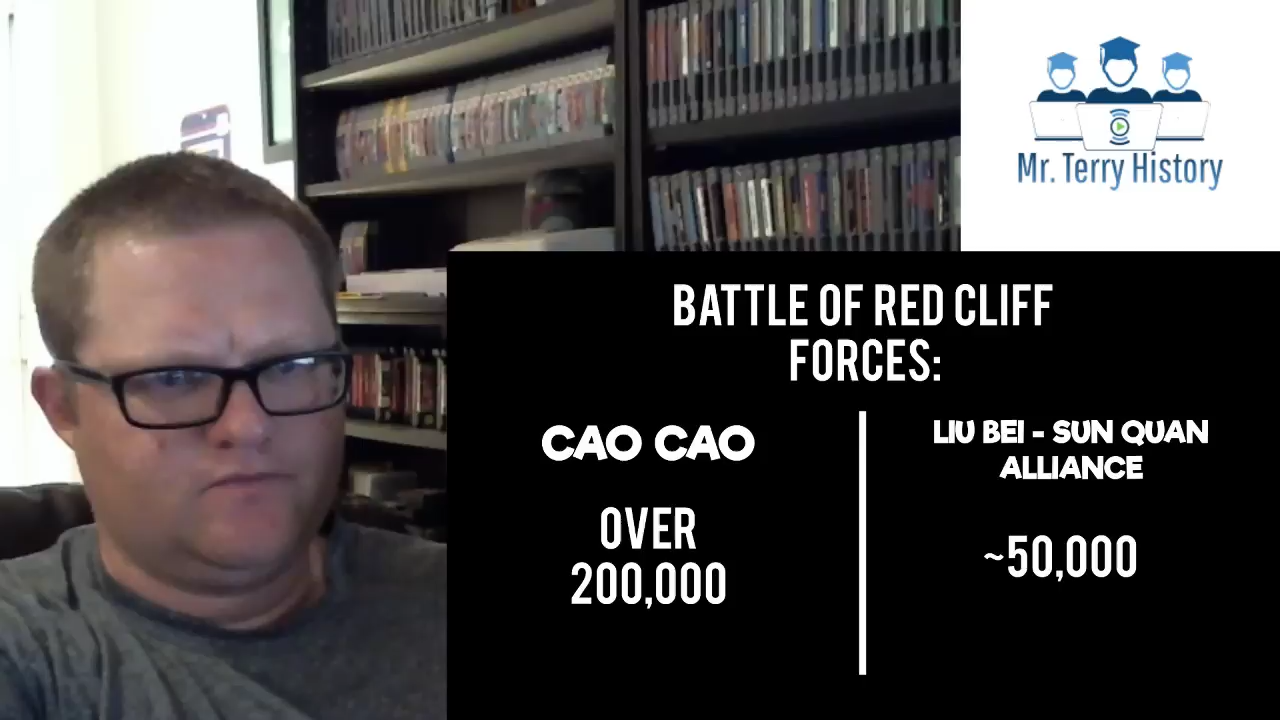 Mr. Terry History
BATTLE OF RED CLIFF
FORCES:
CAO CAO
OVER
200,000
LIU BEI - SUN QUAN
ALLIANCE
~50,000